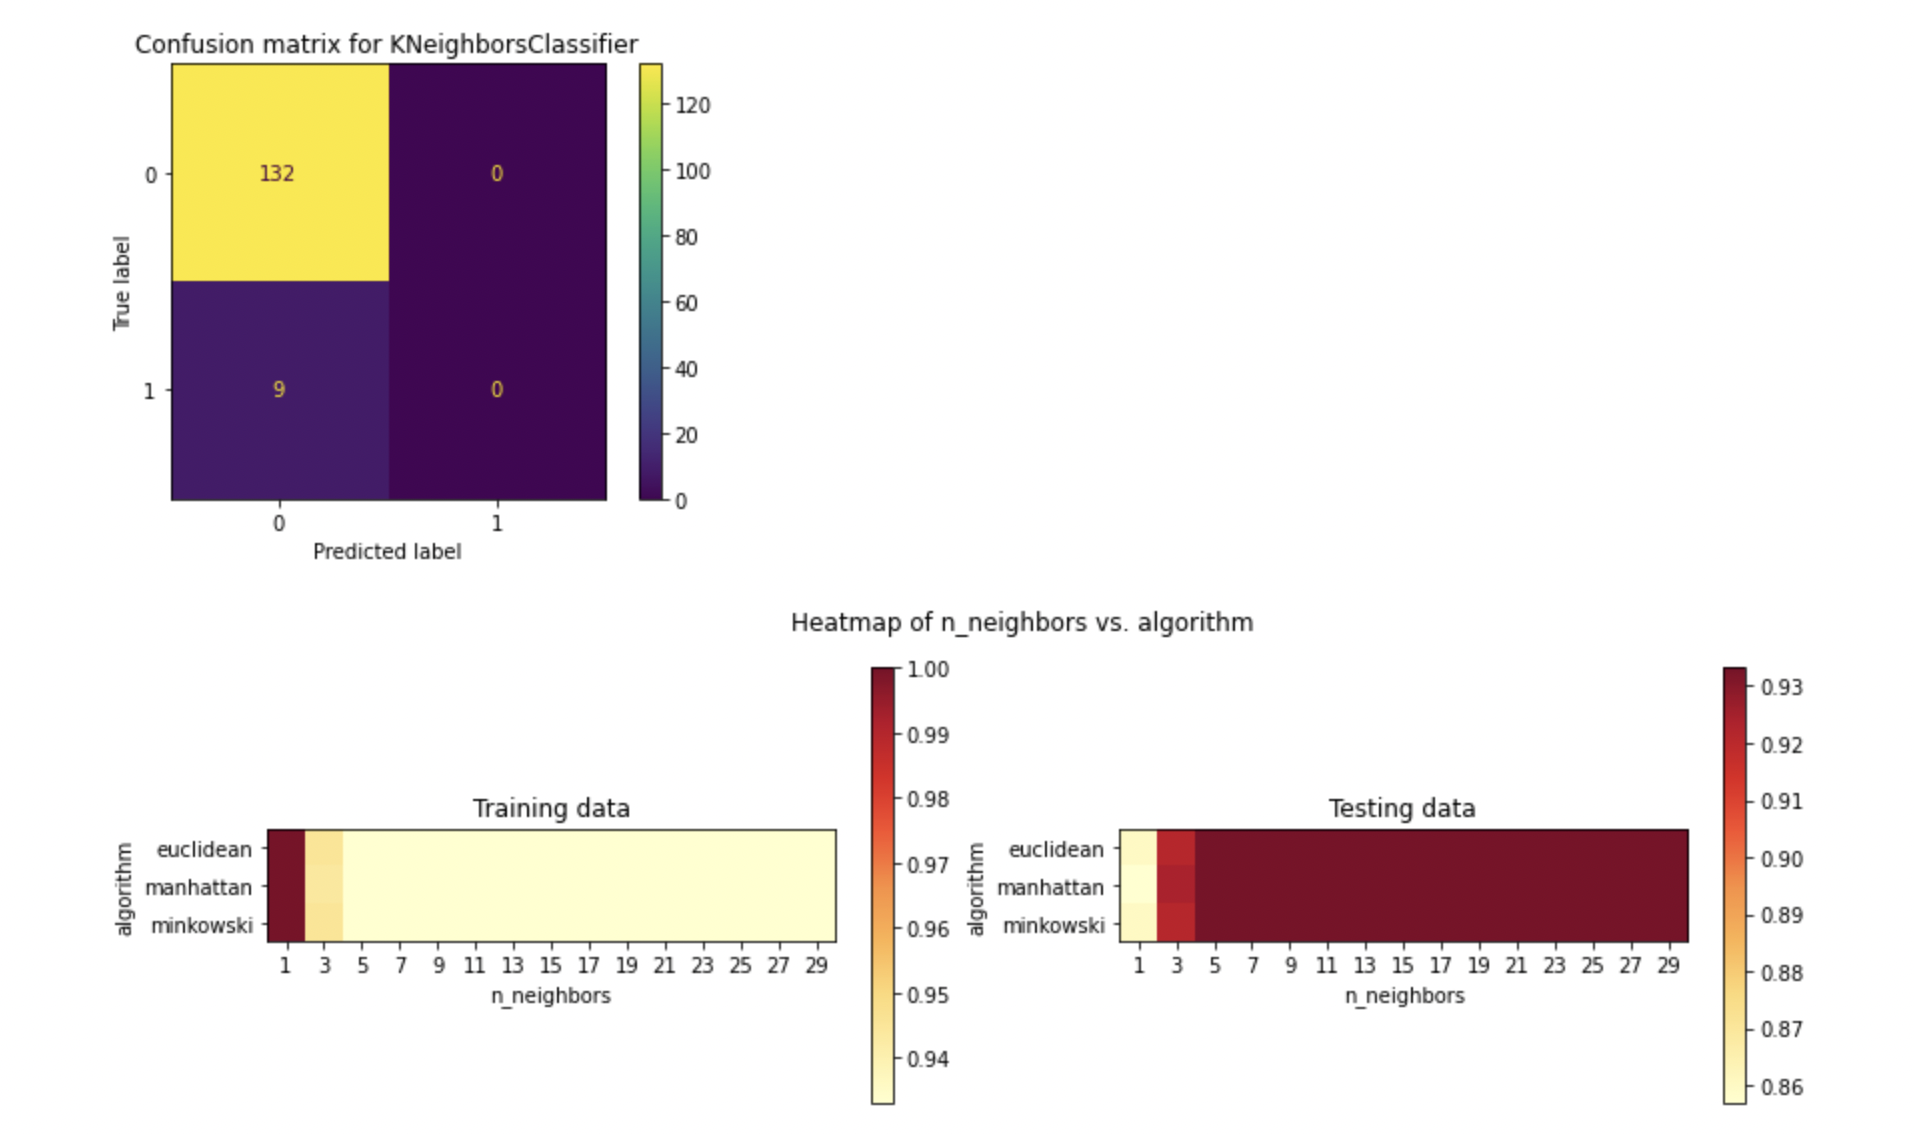 Confusion matrix for KNeighborsClassifier
120
100
80
60
40
20
0
True label
0
1
132
0
9
0
0
1
Predicted label
Heatmap of n_neighbors vs. algorithm
Training data
algorithm
euclidean
manhattan
minkowski
1 3 5 7 9 11 13 15 17 19 21 23 25 27 29
n_neighbors
1.00
0.99
0.98
0.97
0.96
0.95
0.94
Testing data
algorithm
euclidean
manhattan
minkowski
1 3 5 7 9 11 13 15 17 19 21 23 25 27 29
n_neighbors
0.93
0.92
0.91
0.90
0.89
0.88
0.87
0.86